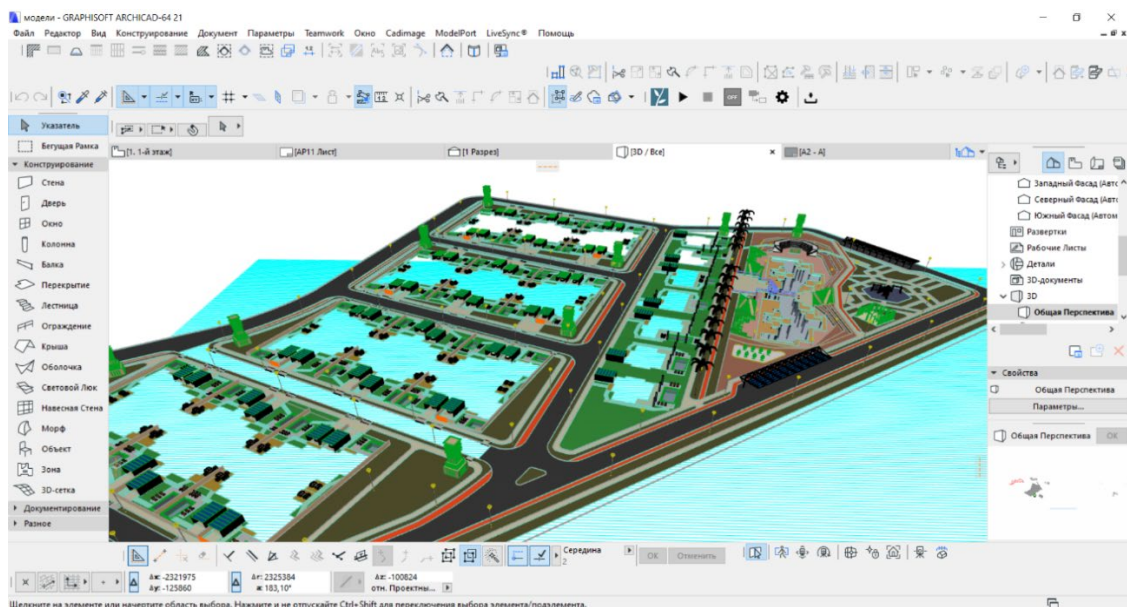 модели - GRAPHISOFT ARCHICAD-64 21
Файл Редактор Вид Конструирование Документ Параметры Teamwork Окно Cadimage ModelPort LiveSync® Помощь
Указатель
Бегущая Рамка
[1. 1-й этаж] [АР11 Лист] [1 Разрез] [3D / Все] [A2 - A]
Конструирование
Стена
Дверь
Окно
Колонна
Балка
Перекрытие
Лестница
Ограждение
Крыша
Оболочка
Световой Люк
Навесная Стена
Морф
Объект
Зона
3D-сетка
Документирование
Разное
Западный Фасад (Автс
Северный Фасад (Авто
Южный Фасад (Автом
Развертки
Рабочие Листы
Детали
3D-документы
3D
Общая Перспектива
Свойства
Общая Перспектива
Параметры...
Общая Перспектива OK
Середина
2
OK Отменить
Δx: -2321975 Δr: 2325384 Δz: -100824
Δy: -125860 α: 183,10° отн. Проектны...
Щелкните на элементе или начертите область выбора. Нажмите и не отпускайте Ctrl+Shift для переключения выбора элемента/подэлемента.